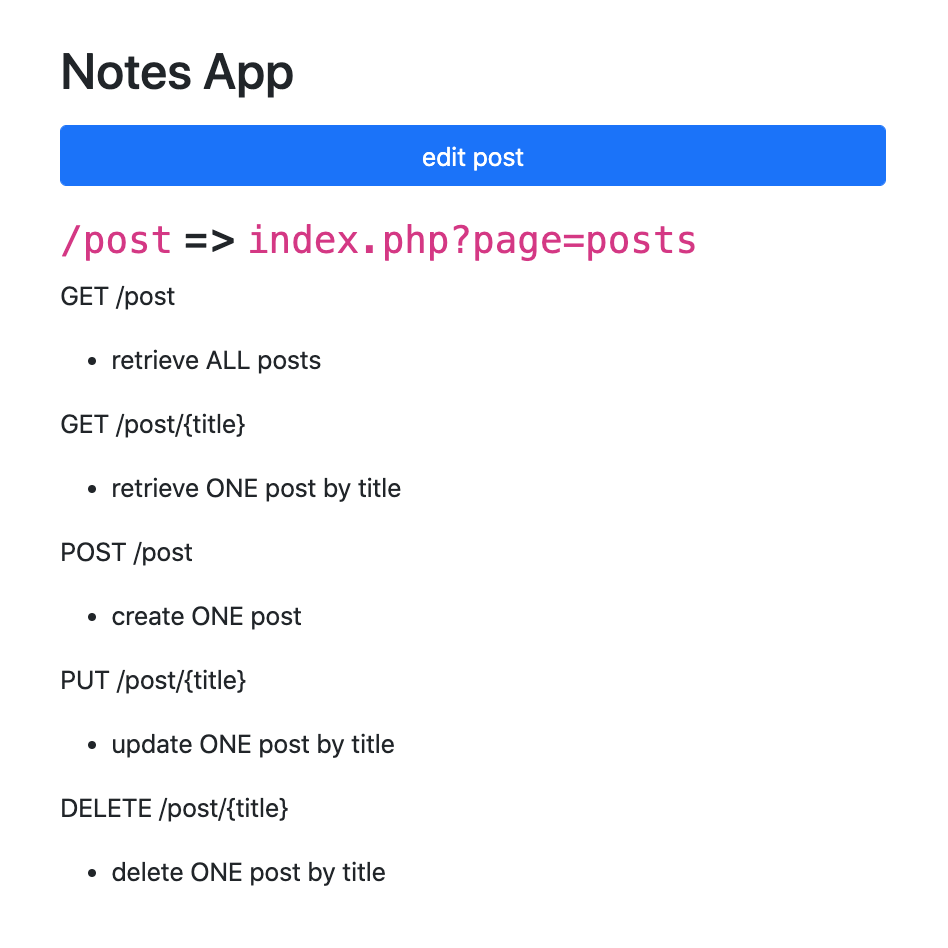 Notes App
edit post
/post => index.php?page=posts
GET /post
• retrieve ALL posts
GET /post/{title}
• retrieve ONE post by title
POST /post
• create ONE post
PUT /post/{title}
• update ONE post by title
DELETE /post/{title}
• delete ONE post by title